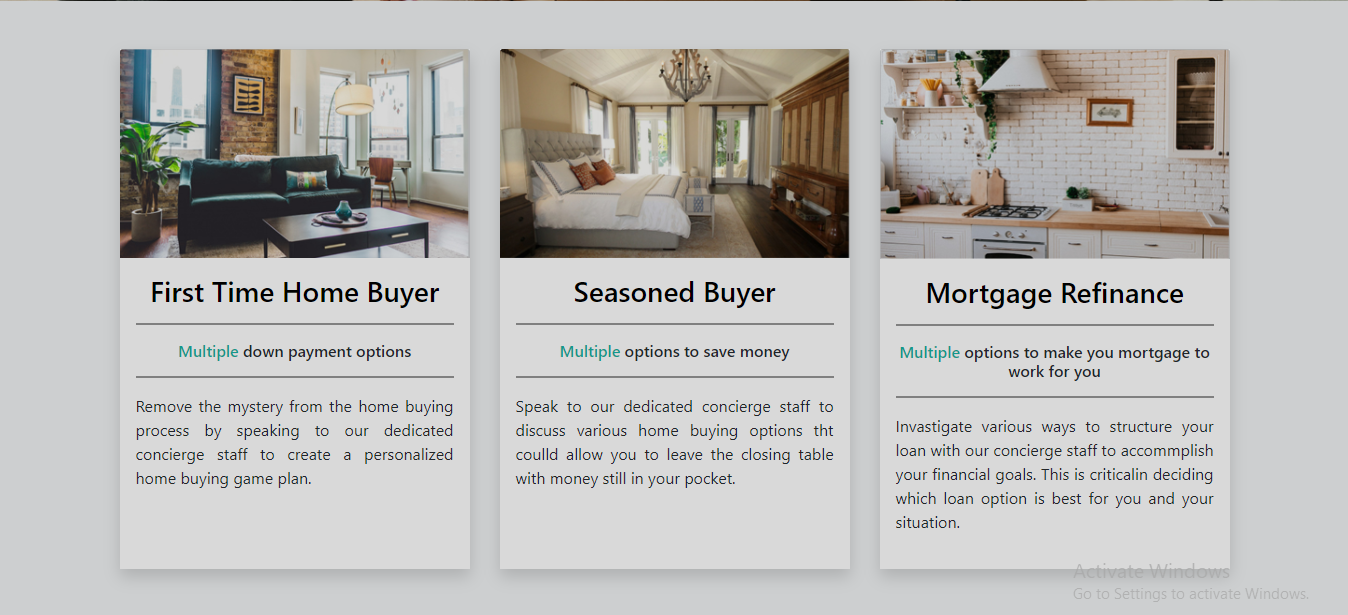 First Time Home Buyer
Multiple down payment options
Remove the mystery from the home buying
process by speaking to our dedicated
concierge staff to create a personalized
home buying game plan.
Seasoned Buyer
Multiple options to save money
Speak to our dedicated concierge staff to
discuss various home buying options tht
coulld allow you to leave the closing table
with money still in your pocket.
Mortgage Refinance
Multiple options to make you mortgage to
work for you
Invastigate various ways to structure your
loan with our concierge staff to accommplish
your financial goals. This is criticalin deciding
which loan option is best for you and your
situation.
Activate Windows
Go to Settings to activate Windows.